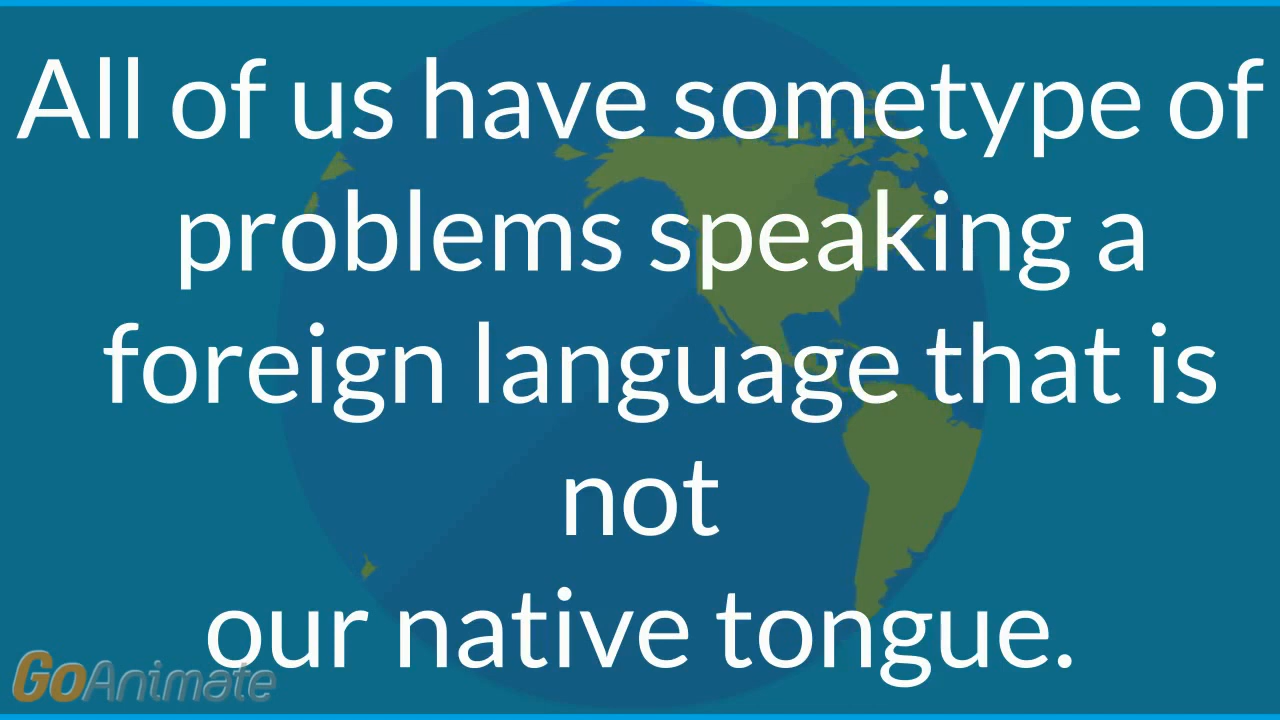 All of us have sometype of
problems speaking a
foreign language that is
not
our native tongue.
GoAnimate